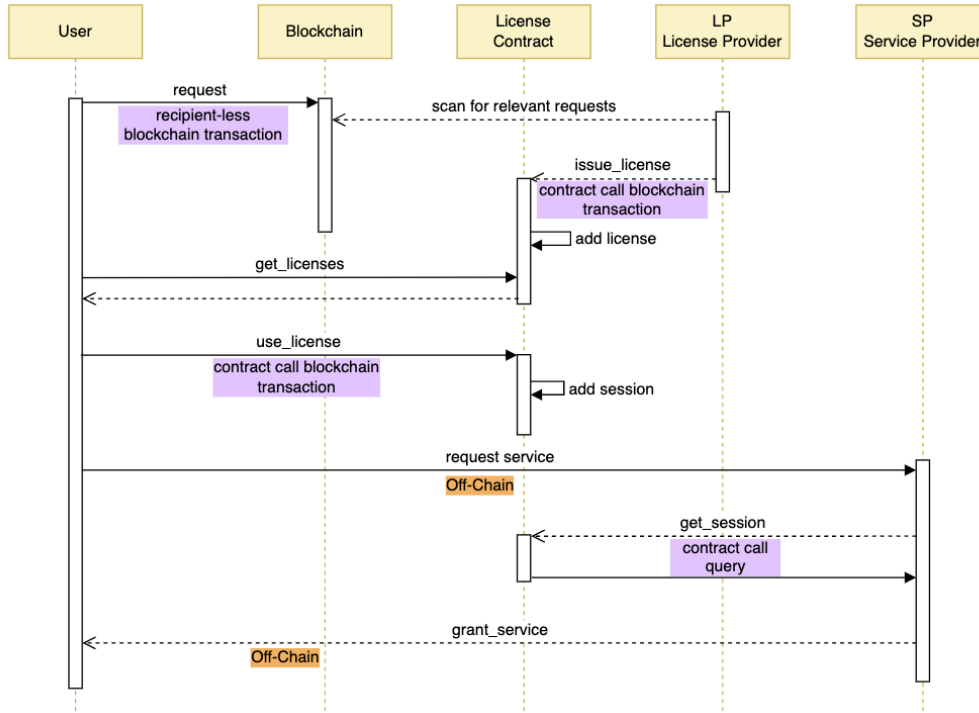 User
Blockchain
License
Contract
LP
License Provider
SP
Service Provider
request
recipient-less
blockchain transaction
scan for relevant requests
issue_license
contract call blockchain
transaction
add license
get_licenses
use_license
contract call blockchain
transaction
add session
request service
Off-Chain
get_session
contract call
query
grant_service
Off-Chain